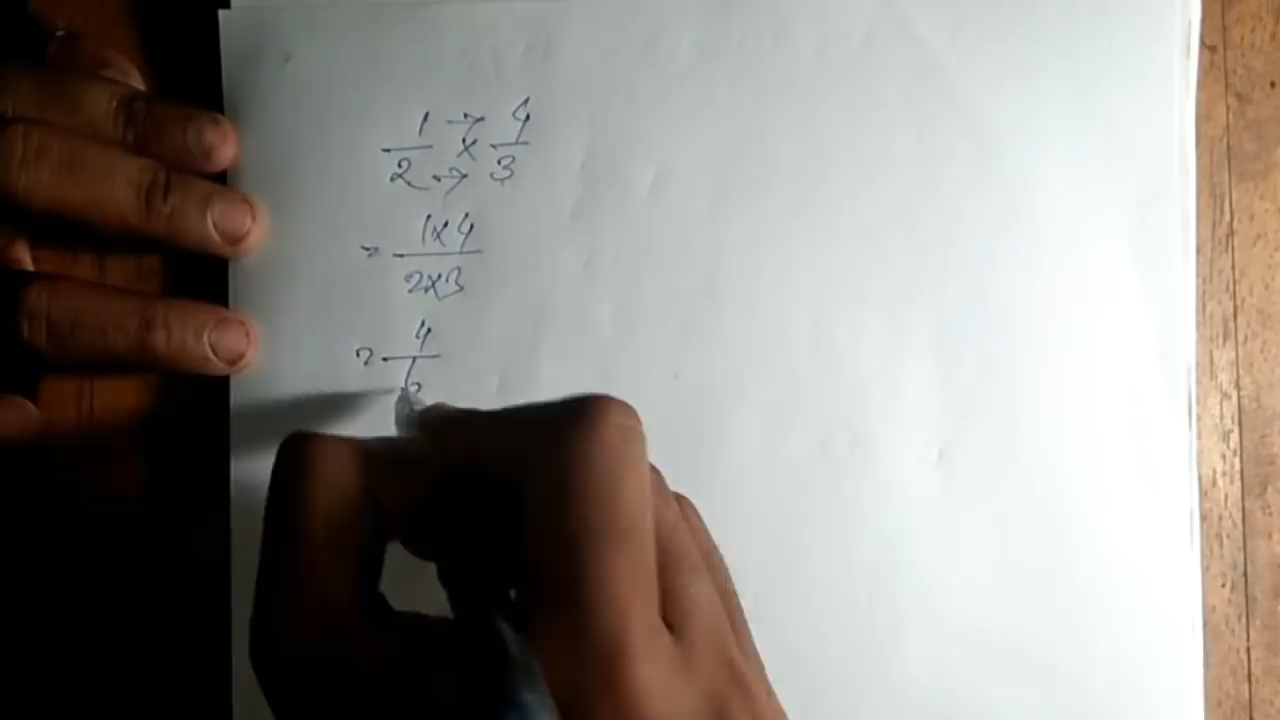 1/2 → × → 4/3
= 1×4/2×3
= 4/